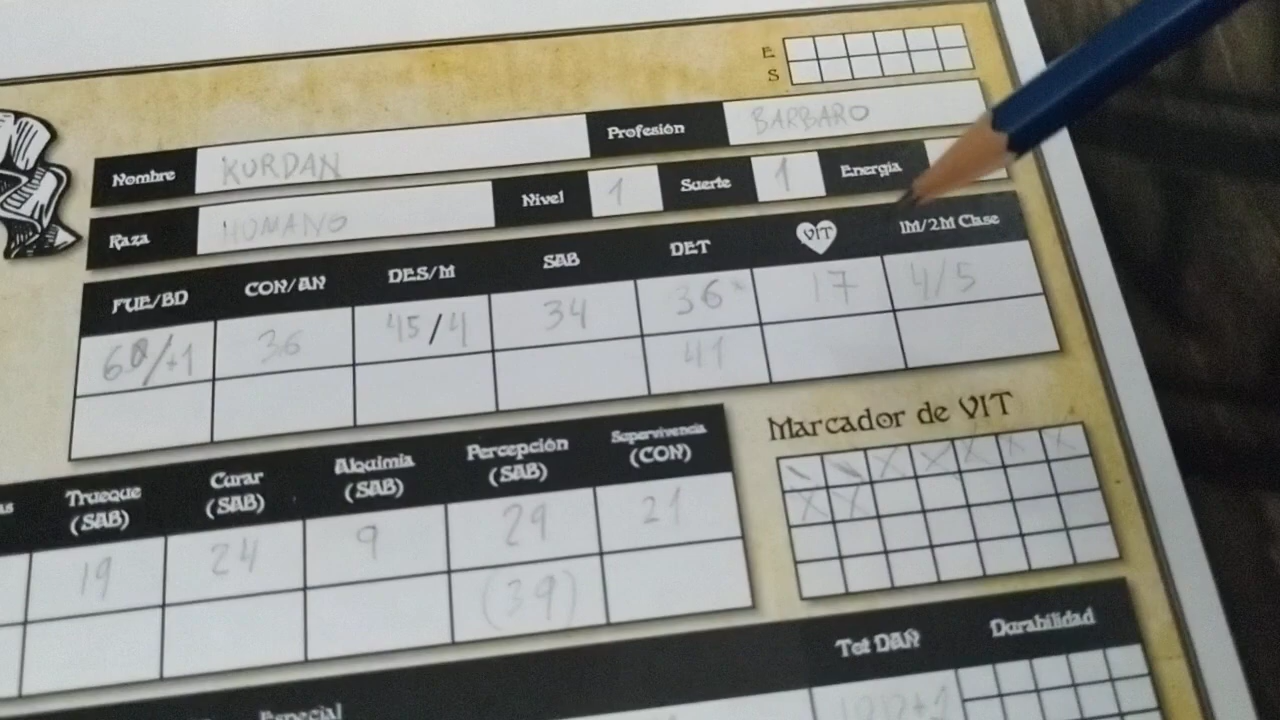 E
S
Nombre KURDAN Profesión BARBARO
Raza HUMANO Nivel 1 Suerte 1 Energía
FUE/BD CON/AN DES/M SAB DET VIT 1M/2M Clase
60/+1 36 45/4 34 36 17 4/5
41
Marcador de VIT
Trueque (SAB) Curar (SAB) Alquimia (SAB) Percepción (SAB) Supervivencia (CON)
19 24 9 29 21
(39)
Especial Tot DAÑ Durabilidad